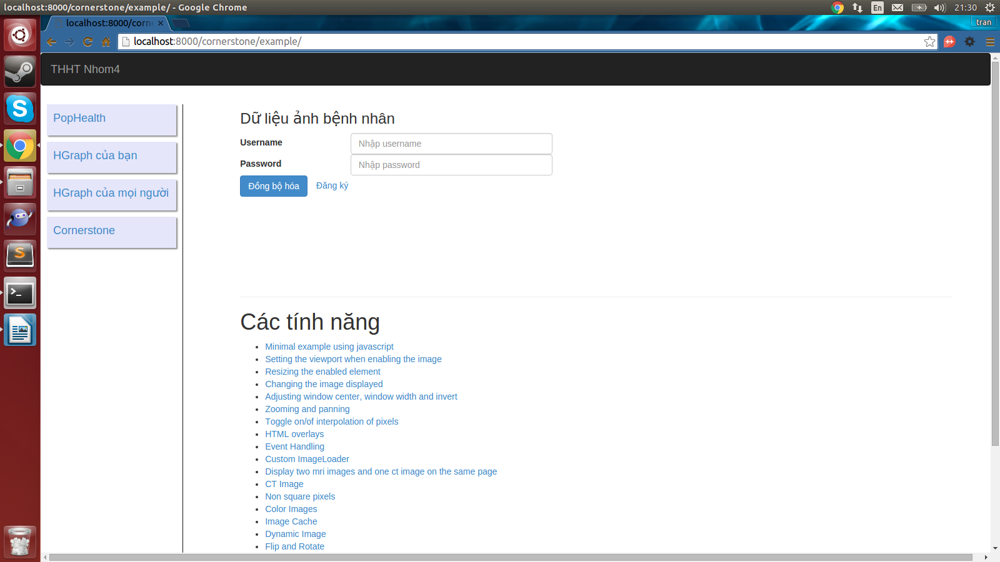 localhost:8000/cornerstone/example/ - Google Chrome
En
21:30
localhost:8000/corn
tran
localhost:8000/cornerstone/example/
THHT Nhom4
PopHealth
HGraph của bạn
HGraph của mọi người
Cornerstone
Dữ liệu ảnh bệnh nhân
Username
Nhập username
Password
Nhập password
Đồng bộ hóa
Đăng ký
Các tính năng
Minimal example using javascript
Setting the viewport when enabling the image
Resizing the enabled element
Changing the image displayed
Adjusting window center, window width and invert
Zooming and panning
Toggle on/of interpolation of pixels
HTML overlays
Event Handling
Custom ImageLoader
Display two mri images and one ct image on the same page
CT Image
Non square pixels
Color Images
Image Cache
Dynamic Image
Flip and Rotate